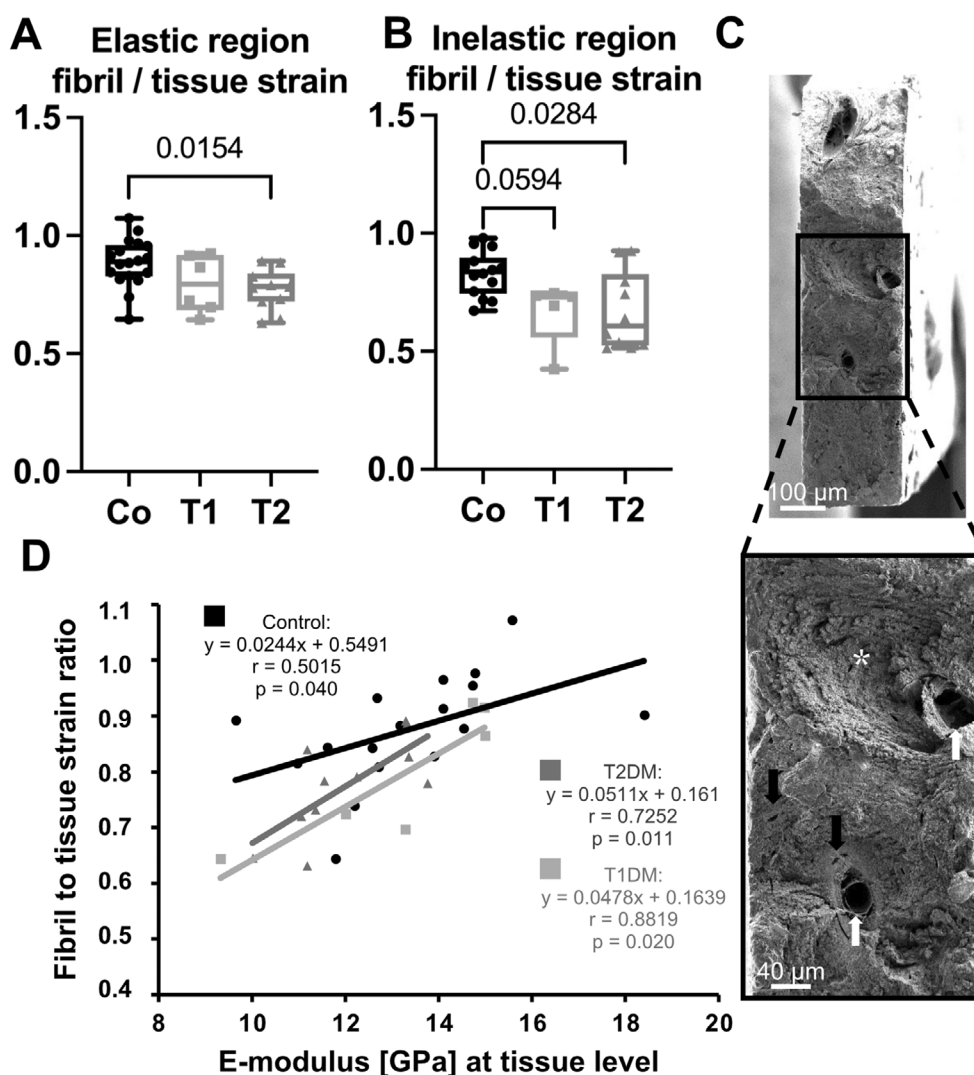 A
Elastic region
fibril / tissue strain
1.5
1.0
0.5
0.0
0.0154
Co T1 T2
B
Inelastic region
fibril / tissue strain
1.5
1.0
0.5
0.0
0.0284
0.0594
Co T1 T2
C
100 µm
*
40 µm
D
Fibril to tissue strain ratio
1.1
1.0
0.9
0.8
0.7
0.6
0.5
0.4
Control:
y = 0.0244x + 0.5491
r = 0.5015
p = 0.040
T2DM:
y = 0.0511x + 0.161
r = 0.7252
p = 0.011
T1DM:
y = 0.0478x + 0.1639
r = 0.8819
p = 0.020
8 10 12 14 16 18 20
E-modulus [GPa] at tissue level